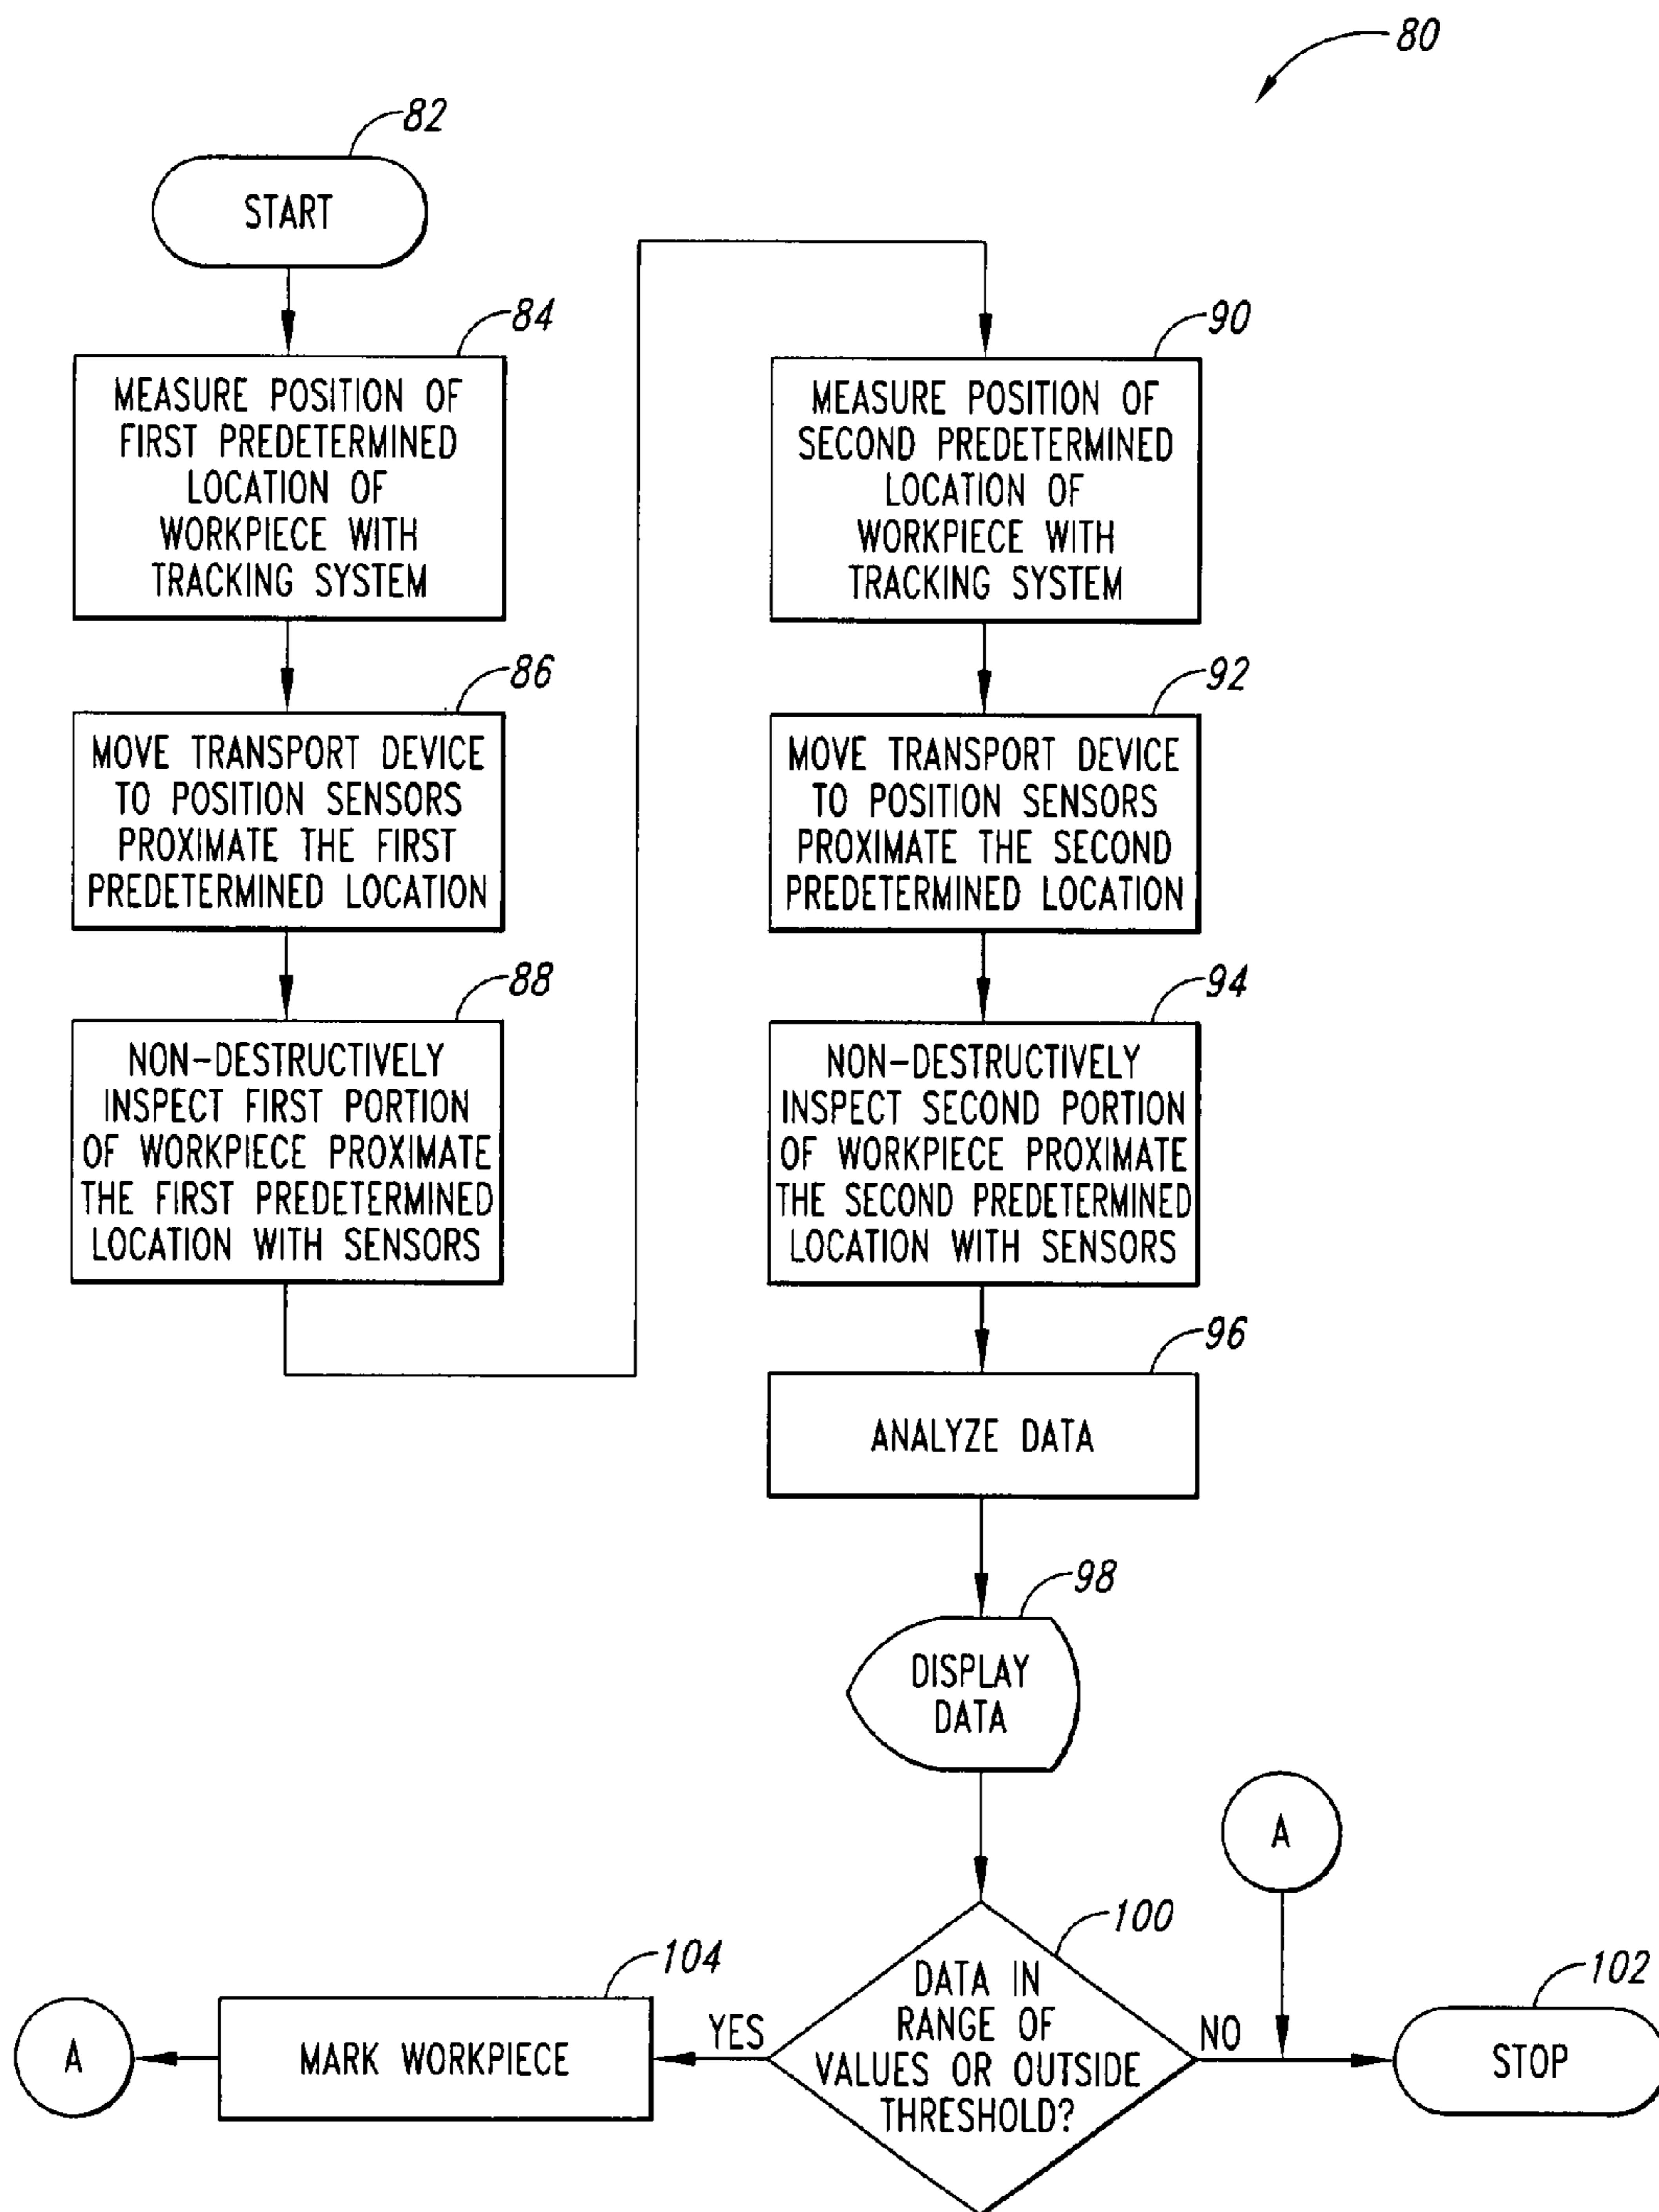 80
82
START
84
MEASURE POSITION OF
FIRST PREDETERMINED
LOCATION OF
WORKPIECE WITH
TRACKING SYSTEM
86
MOVE TRANSPORT DEVICE
TO POSITION SENSORS
PROXIMATE THE FIRST
PREDETERMINED LOCATION
88
NON-DESTRUCTIVELY
INSPECT FIRST PORTION
OF WORKPIECE PROXIMATE
THE FIRST PREDETERMINED
LOCATION WITH SENSORS
90
MEASURE POSITION OF
SECOND PREDETERMINED
LOCATION OF
WORKPIECE WITH
TRACKING SYSTEM
92
MOVE TRANSPORT DEVICE
TO POSITION SENSORS
PROXIMATE THE SECOND
PREDETERMINED LOCATION
94
NON-DESTRUCTIVELY
INSPECT SECOND PORTION
OF WORKPIECE PROXIMATE
THE SECOND PREDETERMINED
LOCATION WITH SENSORS
96
ANALYZE DATA
98
DISPLAY
DATA
100
DATA IN
RANGE OF
VALUES OR OUTSIDE
THRESHOLD?
YES
104
MARK WORKPIECE
A
NO
A
102
STOP